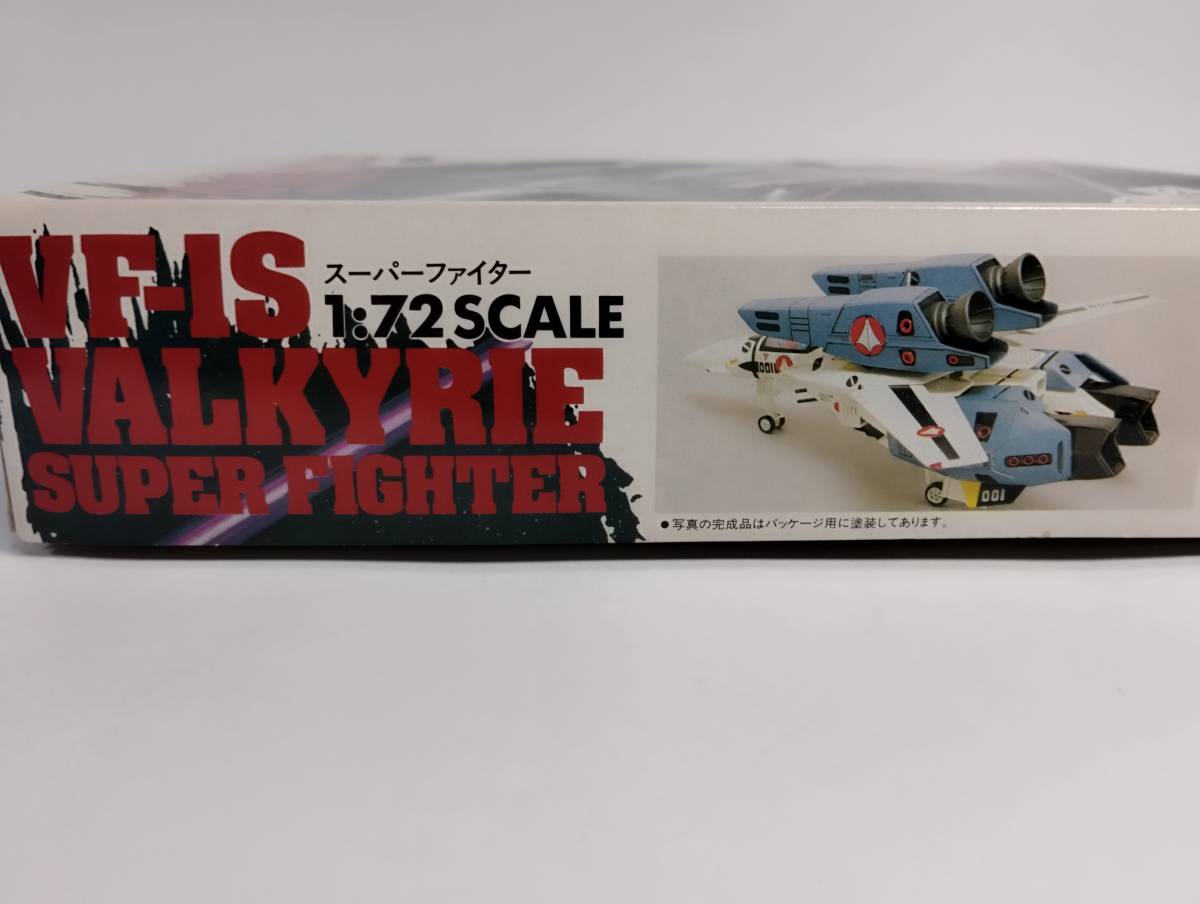 VF-1S
スーパーファイター
1:72 SCALE
VALKYRIE
SUPER FIGHTER
001
001
●写真の完成品はパッケージ用に塗装してあります。